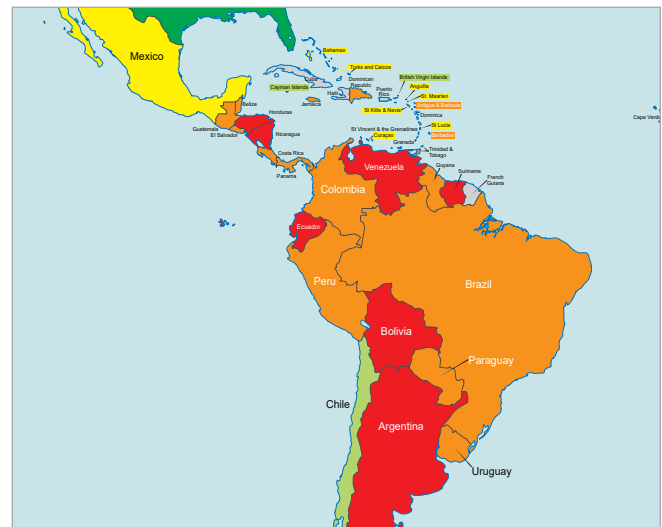 Mexico
Bahamas
Turks and Caicos
Cuba
Cayman Islands
Dominican
Republic
Haiti
Jamaica
Puerto
Rico
British Virgin Islands
Anguilla
St. Maarten
St Kitts & Nevis
Antigua & Barbuda
Dominica
Cape Verde
Belize
Honduras
Guatemala
El Salvador
Nicaragua
St Vincent & the Grenadines
St Lucia
Curaçao
Barbados
Grenada
Costa Rica
Panama
Trinidad &
Tobago
Venezuela
Guyana
Suriname
French
Guiana
Colombia
Ecuador
Peru
Brazil
Bolivia
Paraguay
Chile
Argentina
Uruguay